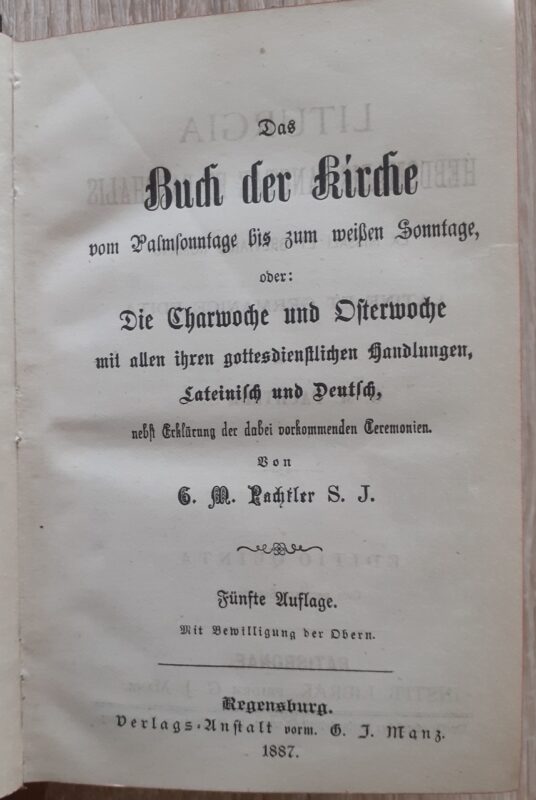 Das
Buch der Kirche
vom Palmsonntage bis zum weißen Sonntage,
oder:
Die Charwoche und Osterwoche
mit allen ihren gottesdienstlichen Handlungen,
Lateinisch und Deutsch,
nebst Erklärung der dabei vorkommenden Ceremonien.
Von
G. M. Pachtler S. J.
Fünfte Auflage.
Mit Bewilligung der Obern.
Regensburg.
Verlags-Anstalt vorm. G. J. Manz.
1887.